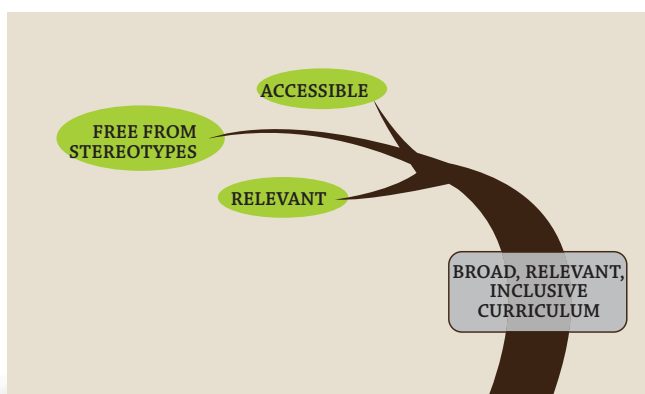 ACCESSIBLE
FREE FROM
STEREOTYPES
RELEVANT
BROAD, RELEVANT,
INCLUSIVE
CURRICULUM